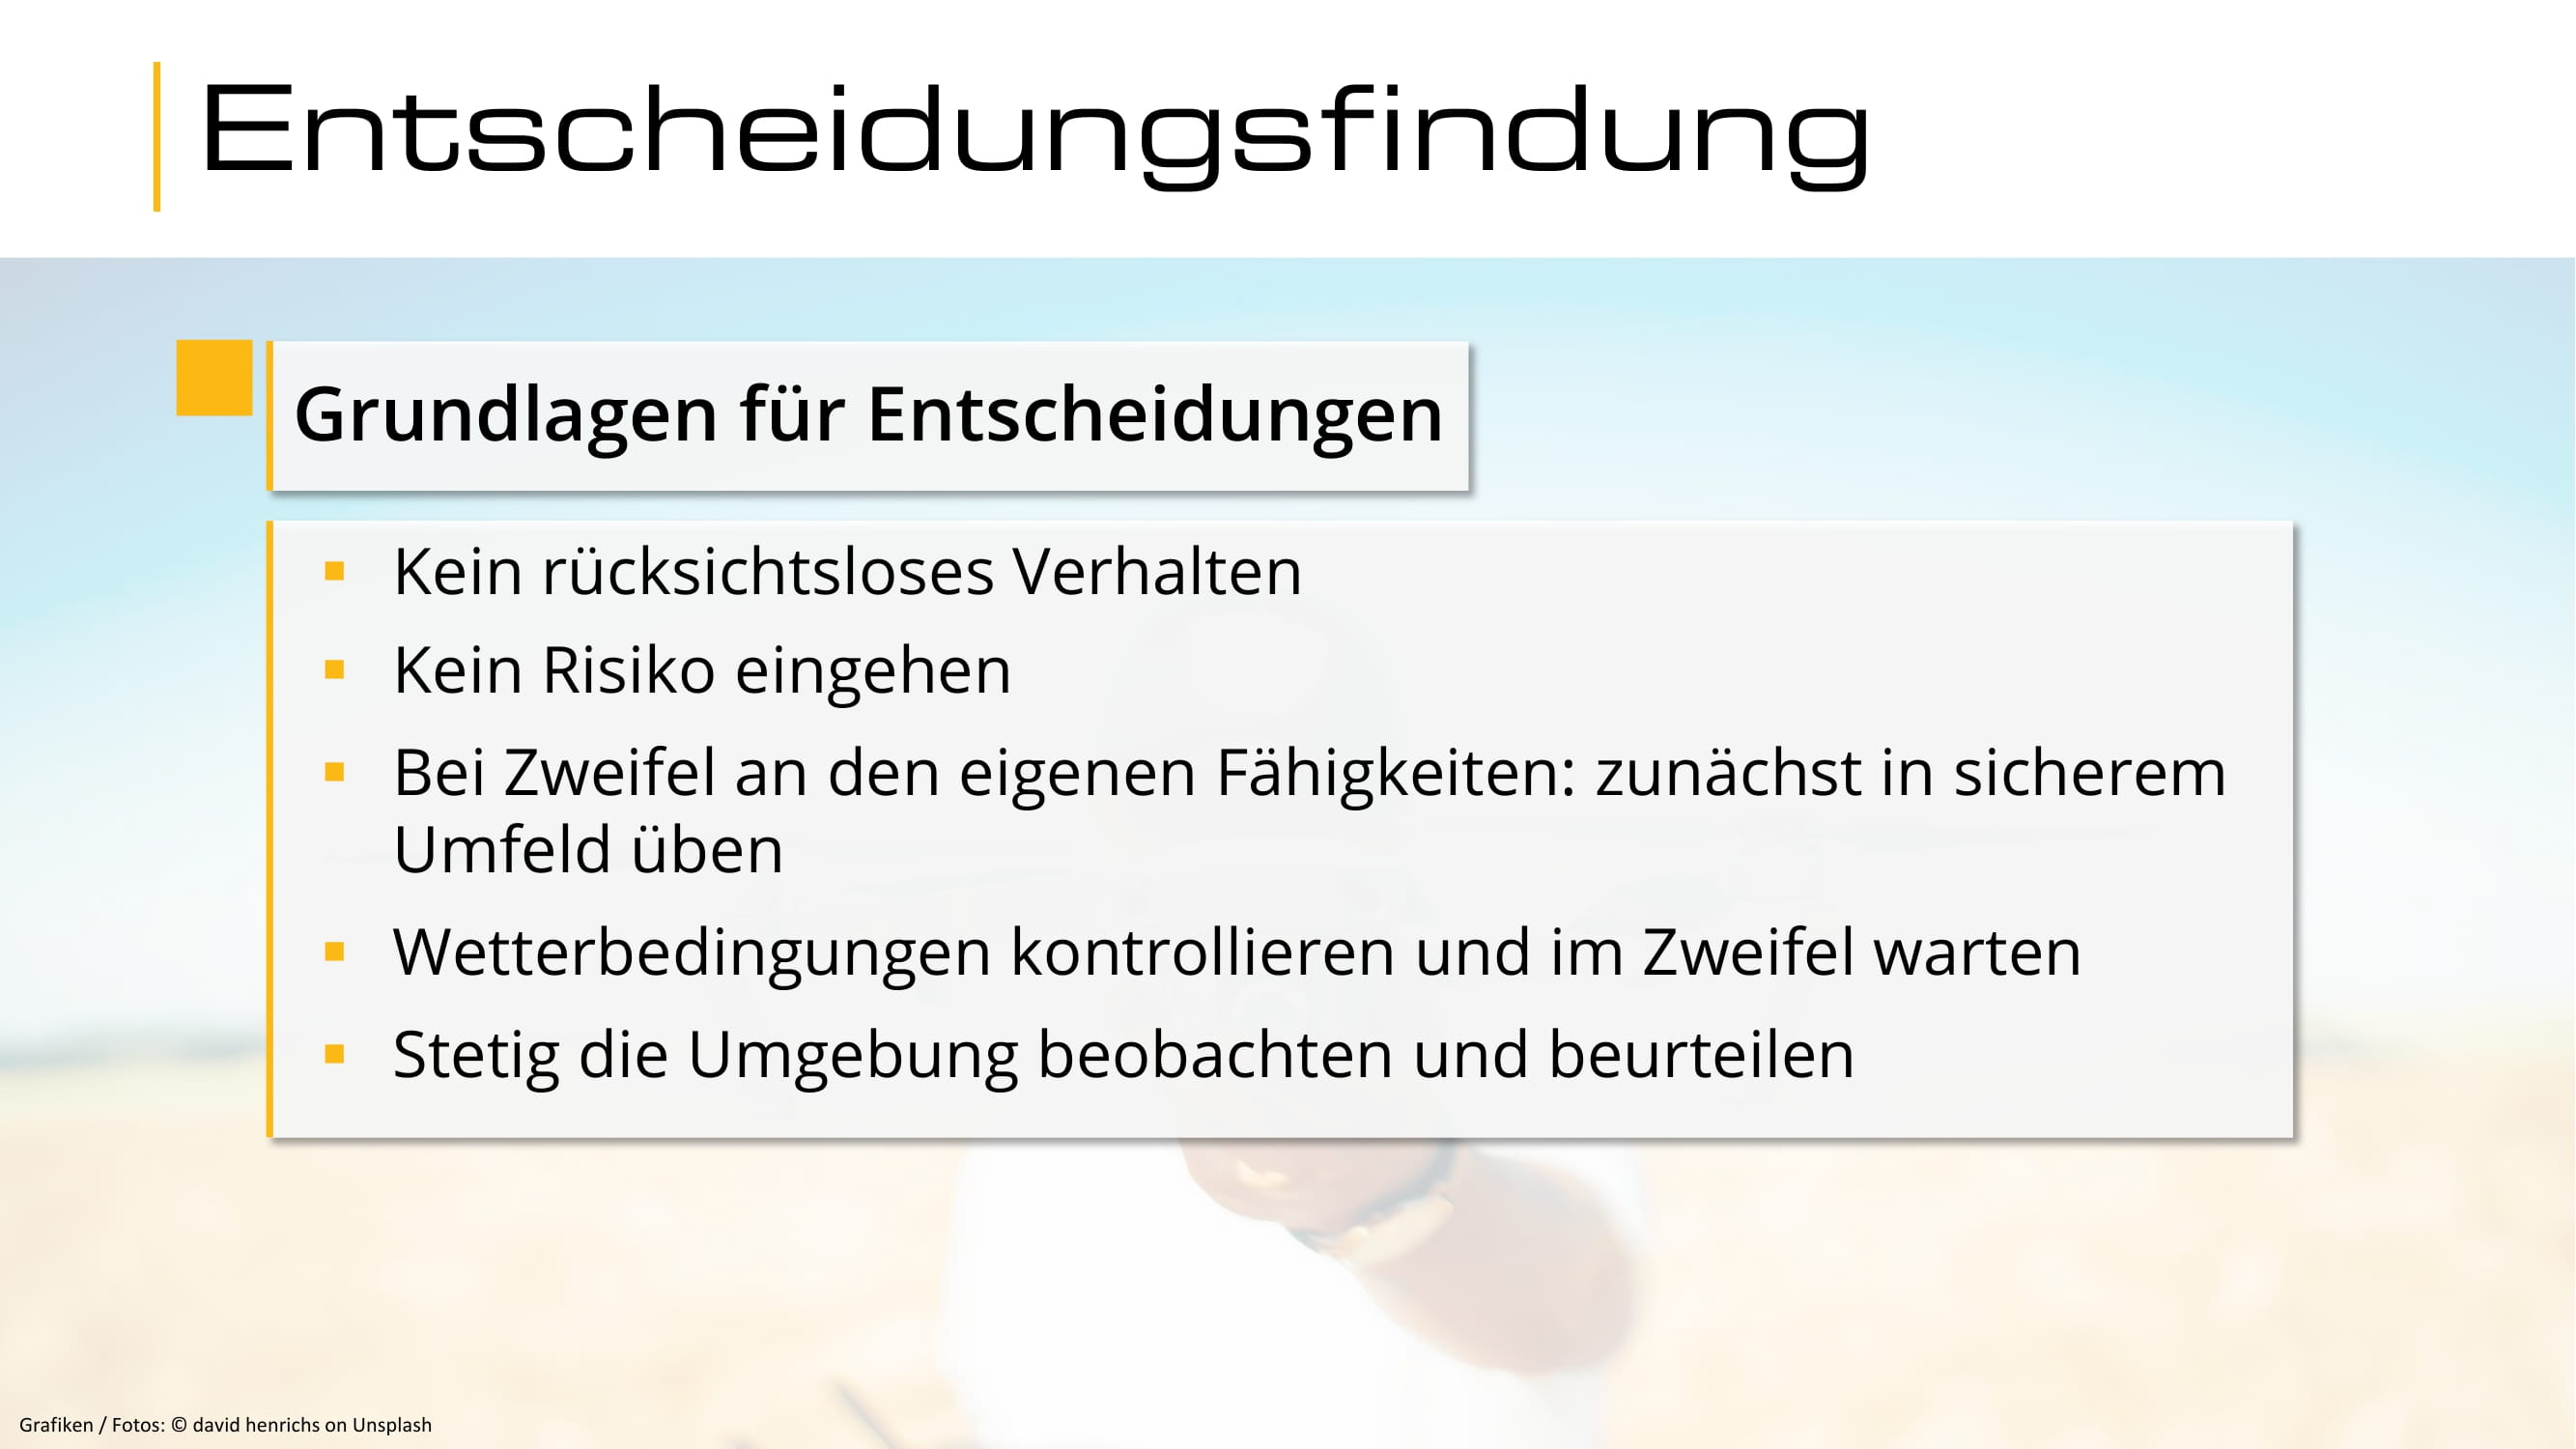 Entscheidungsfindung
Grundlagen für Entscheidungen
▪ Kein rücksichtsloses Verhalten
▪ Kein Risiko eingehen
▪ Bei Zweifel an den eigenen Fähigkeiten: zunächst in sicherem
Umfeld üben
▪ Wetterbedingungen kontrollieren und im Zweifel warten
▪ Stetig die Umgebung beobachten und beurteilen
Grafiken / Fotos: © david henrichs on Unsplash